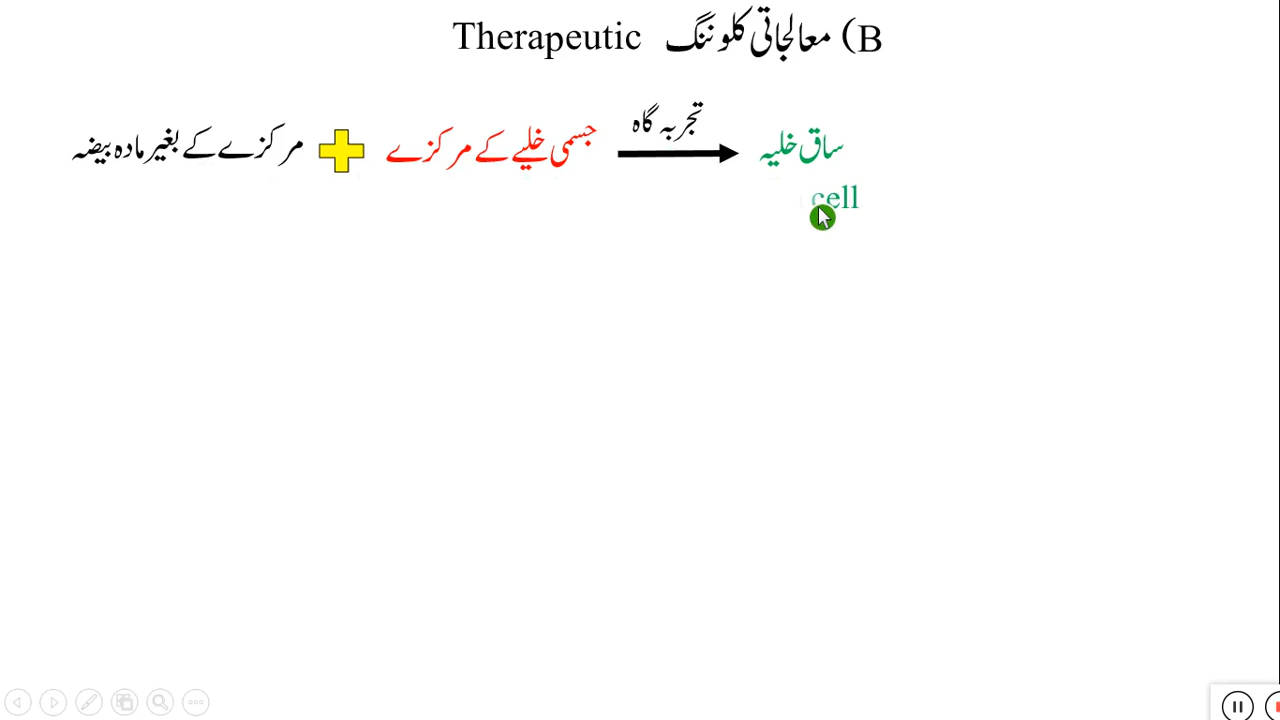 B) معالجاتی کلوننگ Therapeutic
تجربہ گاہ
مرکزے کے بغیر مادہ بیضہ + جسمی خلیے کے مرکزے → ساق خلیہ
cell